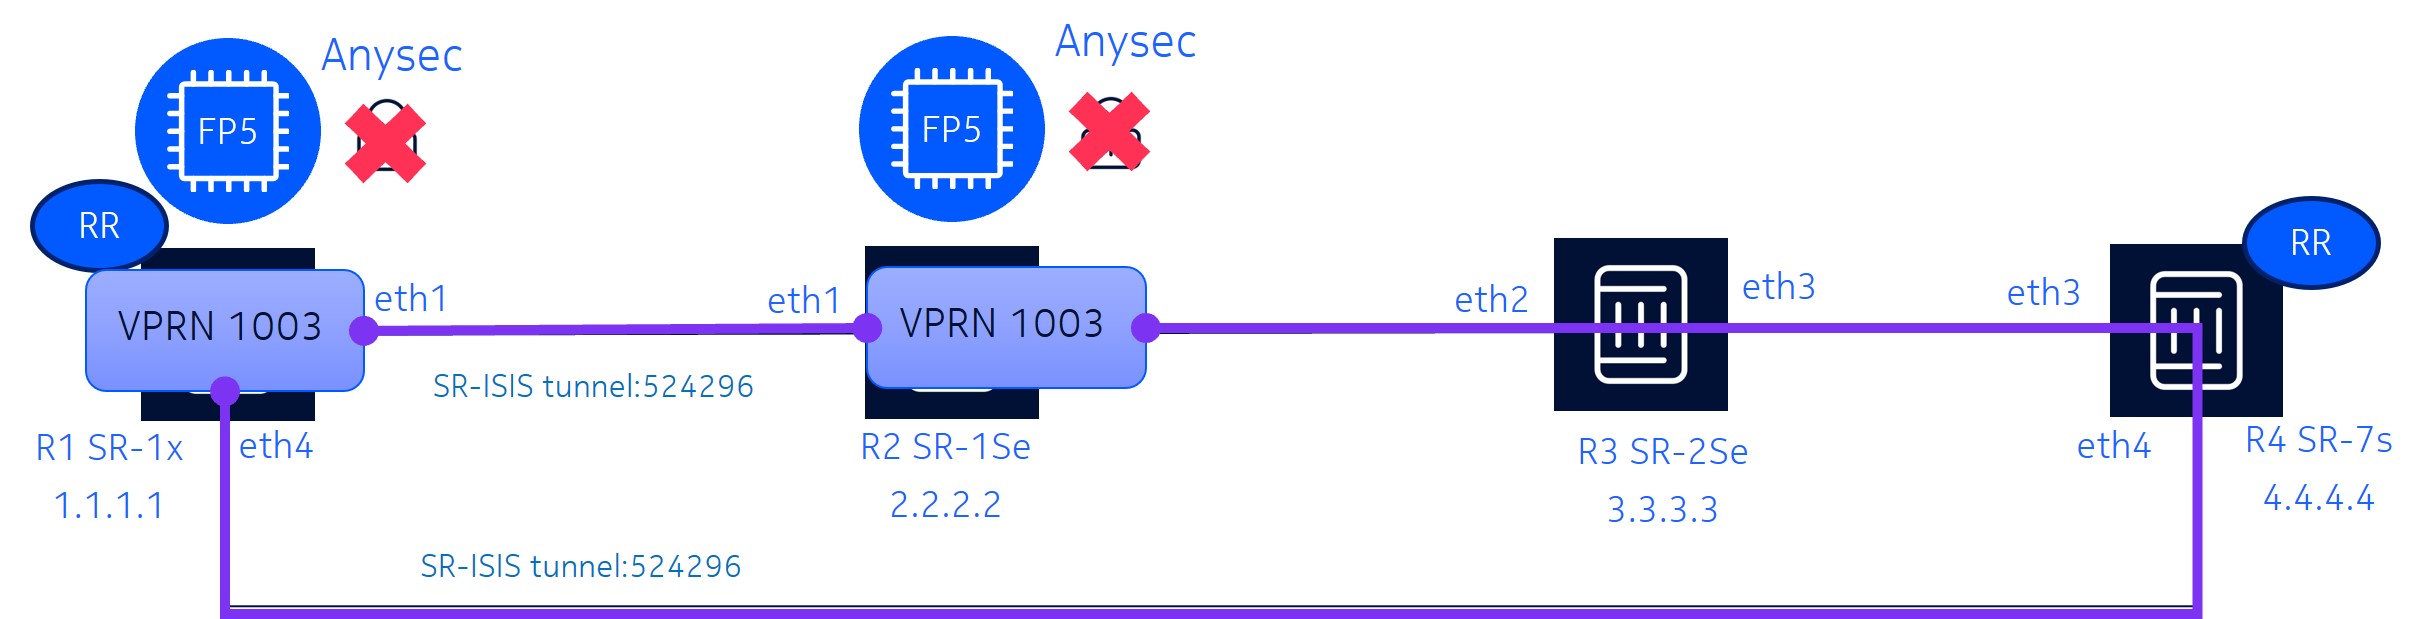 Anysec
Anysec
FP5
FP5
RR
RR
VPRN 1003
eth1
eth1
VPRN 1003
eth2
eth3
eth3
SR-ISIS tunnel:524296
R1 SR-1x
1.1.1.1
eth4
R2 SR-1Se
2.2.2.2
R3 SR-2Se
3.3.3.3
eth4
R4 SR-7s
4.4.4.4
SR-ISIS tunnel:524296